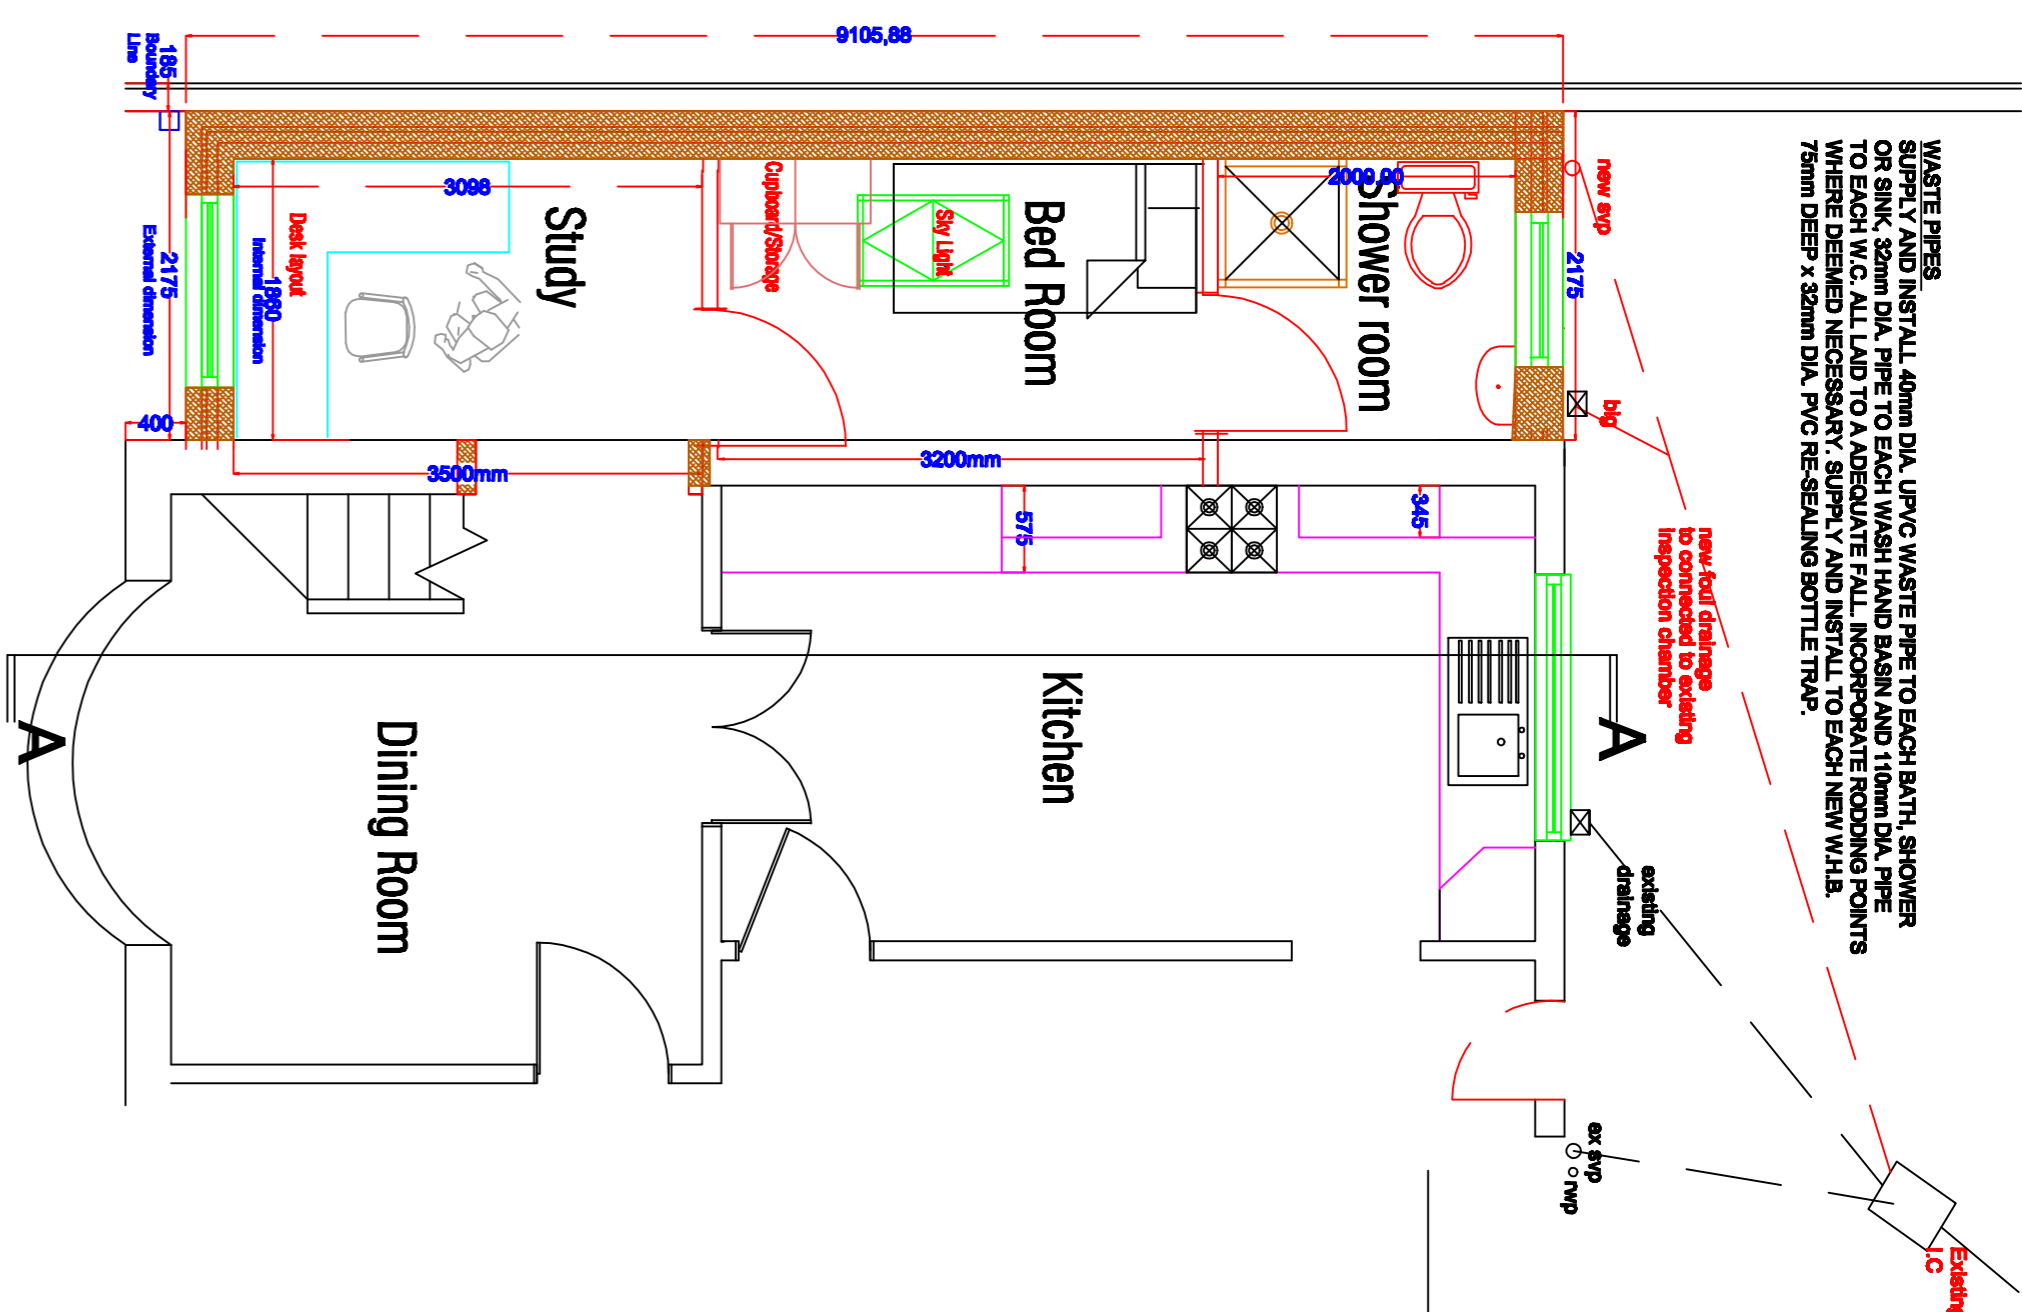 WASTE PIPES
SUPPLY AND INSTALL 40mm DIA. UPVC WASTE PIPE TO EACH BATH, SHOWER
OR SINK, 32mm DIA. PIPE TO EACH WASH HAND BASIN AND 110mm DIA. PIPE
TO EACH W.C. ALL LAID TO A ADEQUATE FALL. INCORPORATE RODDING POINTS
WHERE DEEMED NECESSARY. SUPPLY AND INSTALL TO EACH NEW W.H.B.
75mm DEEP x 32mm DIA. PVC RE-SEALING BOTTLE TRAP.
9105,88
185
Boundary
Line
new svp
2175
big
new foul drainage
to connected to existing
inspection chamber
2000,00
Shower room
Bed Room
Sky Light
Cupboard/Storage
Study
3098
Desk layout
1860
Internal dimension
2175
External dimension
400
3500mm
3200mm
575
345
Kitchen
Dining Room
A
A
existing
drainage
ex svp
rwp
Existing
I.C